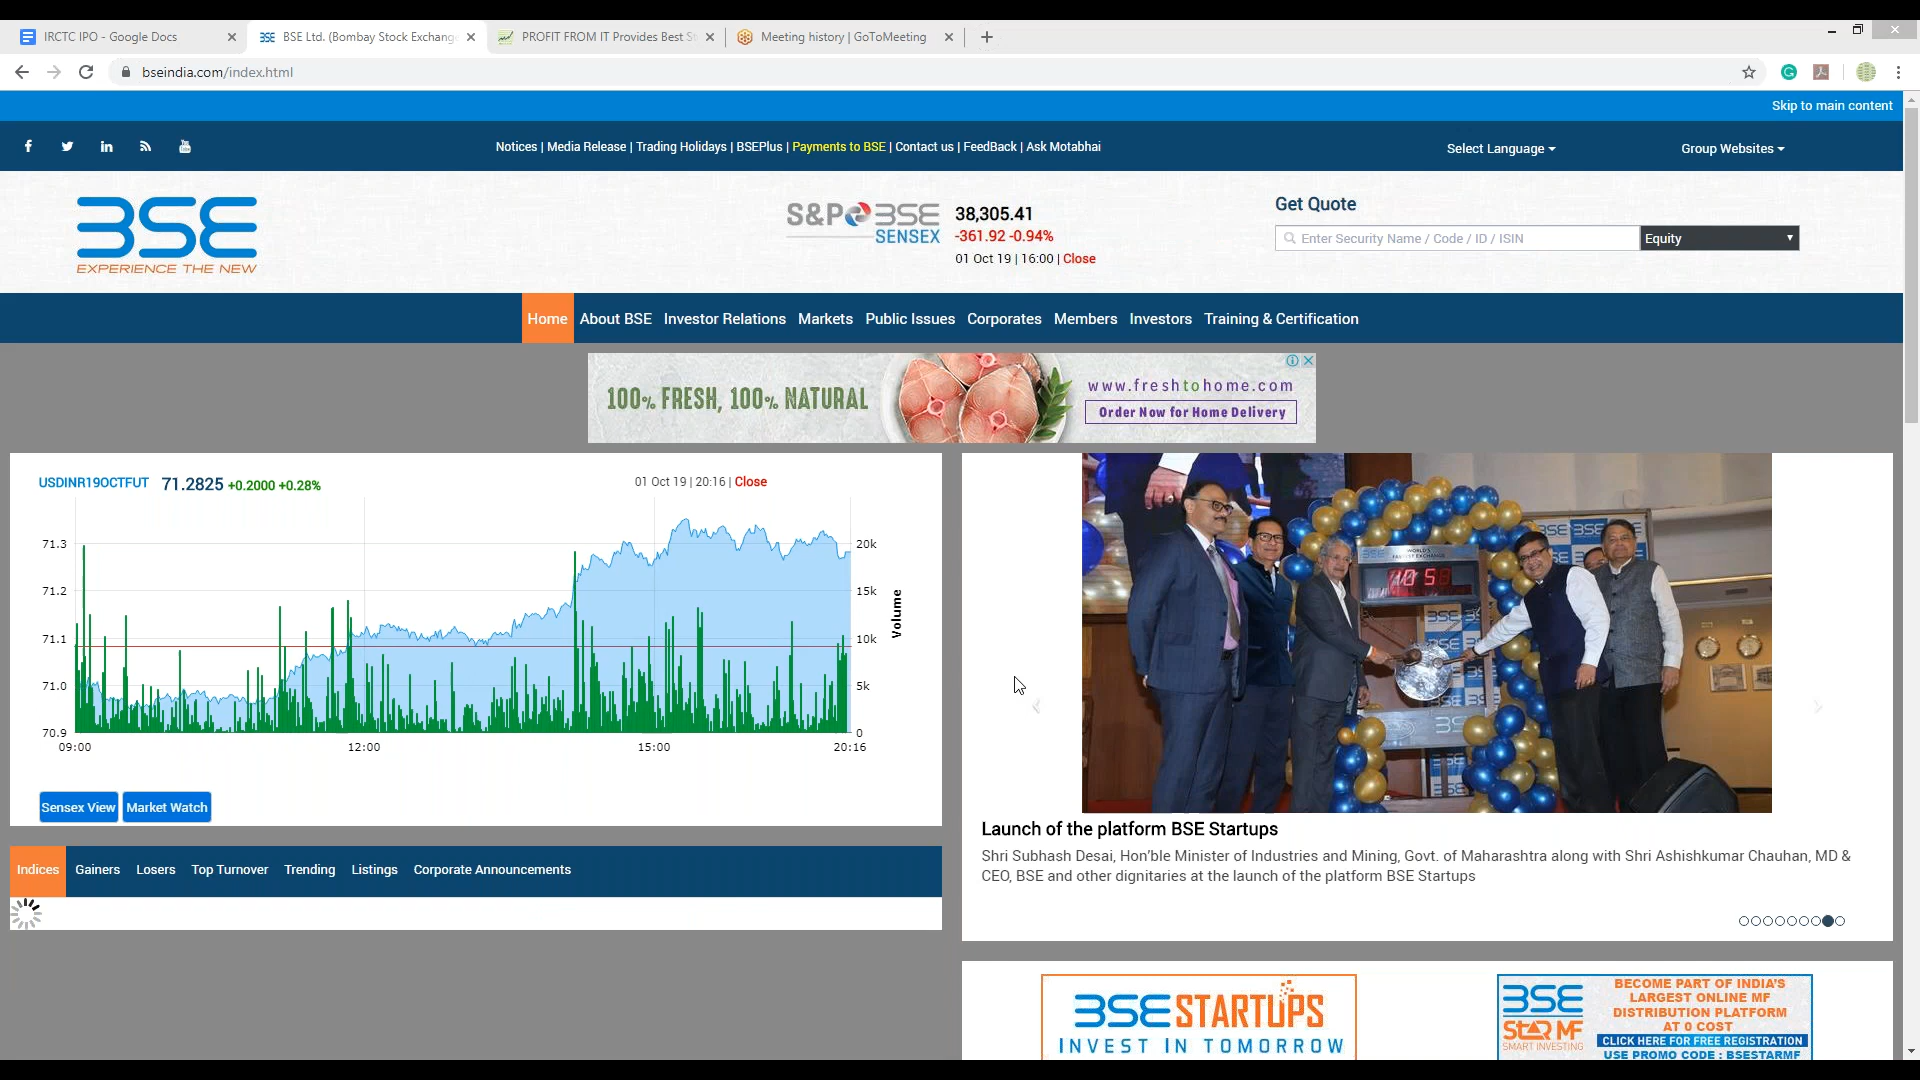 IRCTC IPO - Google Docs
BSE Ltd. (Bombay Stock Exchang
PROFIT FROM IT Provides Best St
Meeting history | GoToMeeting
bseindia.com/index.html
Skip to main content
Notices | Media Release | Trading Holidays | BSEPlus | Payments to BSE | Contact us | FeedBack | Ask Motabhai
Select Language
Group Websites
BSE
EXPERIENCE THE NEW
S&P BSE
SENSEX
38,305.41
-361.92 -0.94%
01 Oct 19 | 16:00 | Close
Get Quote
Enter Security Name / Code / ID / ISIN
Equity
Home About BSE Investor Relations Markets Public Issues Corporates Members Investors Training & Certification
100% FRESH, 100% NATURAL
www.freshtohome.com
Order Now for Home Delivery
USDINR19OCTFUT 71.2825 +0.2000 +0.28%
01 Oct 19 | 20:16 | Close
71.3
71.2
71.1
71.0
70.9
20k
15k
10k
5k
0
Volume
09:00 12:00 15:00 20:16
Sensex View
Market Watch
Indices Gainers Losers Top Turnover Trending Listings Corporate Announcements
Launch of the platform BSE Startups
Shri Subhash Desai, Hon'ble Minister of Industries and Mining, Govt. of Maharashtra along with Shri Ashishkumar Chauhan, MD &
CEO, BSE and other dignitaries at the launch of the platform BSE Startups
BSE STARTUPS
INVEST IN TOMORROW
BSE
STAR MF
SMART INVESTING
BECOME PART OF INDIA'S
LARGEST ONLINE MF
DISTRIBUTION PLATFORM
AT 0 COST
CLICK HERE FOR FREE REGISTRATION
USE PROMO CODE : BSESTARMF